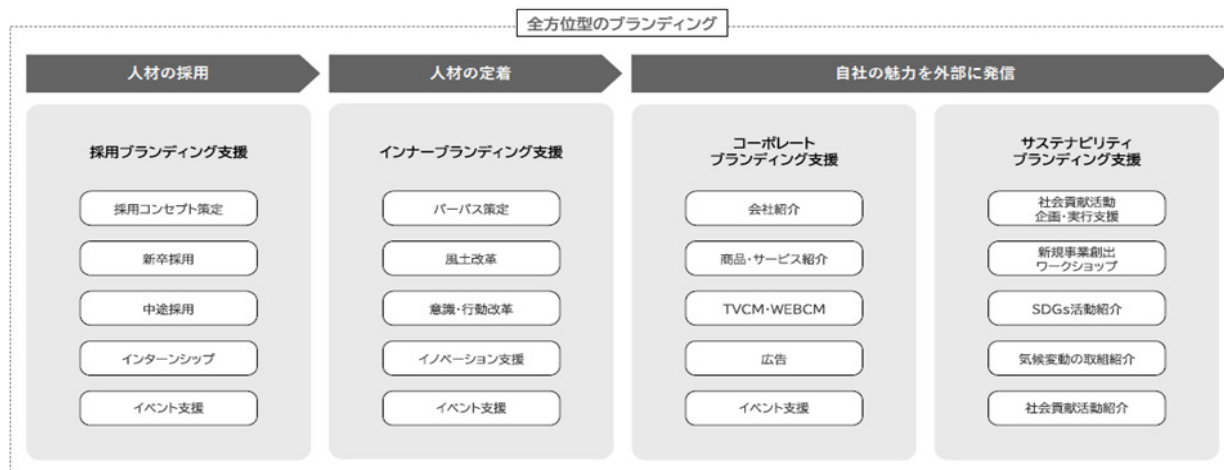 全方位型のブランディング
人材の採用
人材の定着
自社の魅力を外部に発信
採用ブランディング支援
採用コンセプト策定
新卒採用
中途採用
インターンシップ
イベント支援
インナーブランディング支援
パーパス策定
風土改革
意識・行動改革
イノベーション支援
イベント支援
コーポレート
ブランディング支援
会社紹介
商品・サービス紹介
TVCM・WEBCM
広告
イベント支援
サステナビリティ
ブランディング支援
社会貢献活動
企画・実行支援
新規事業創出
ワークショップ
SDGs活動紹介
気候変動の取組紹介
社会貢献活動紹介